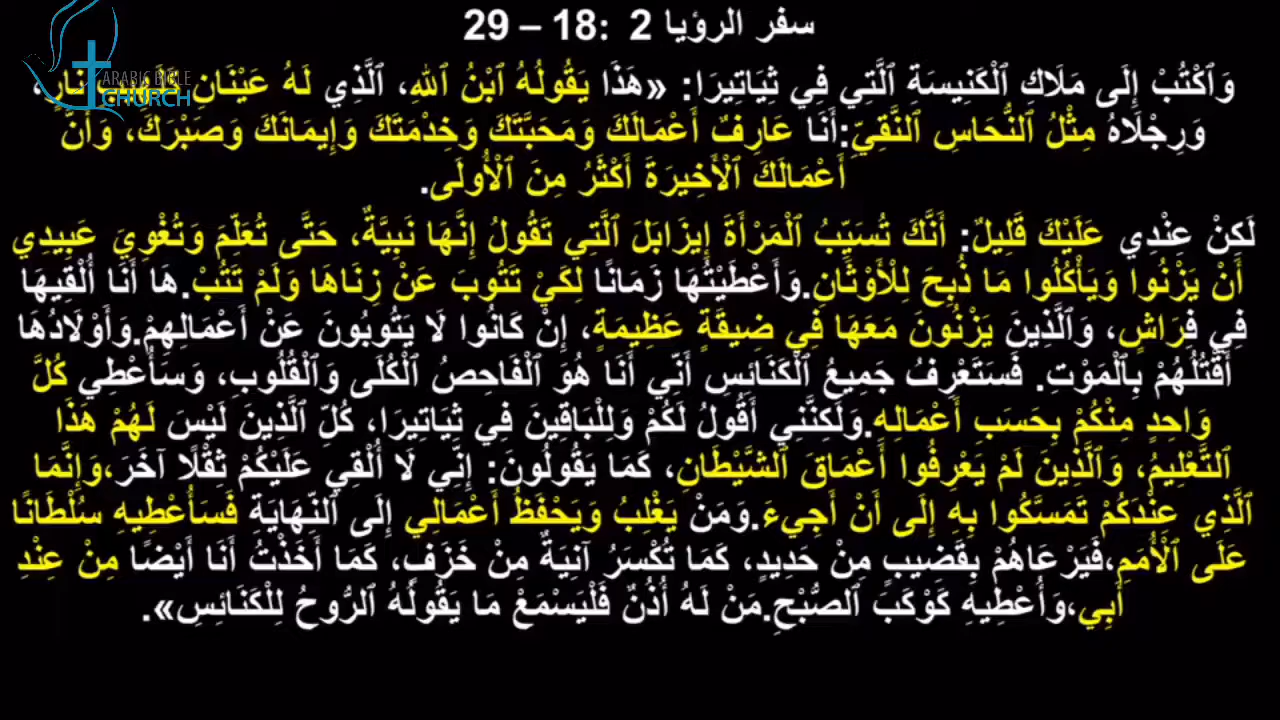 سفر الرؤيا 2 :18 – 29
ARABIC BIBLE
CHURCH
وَٱكْتُبْ إِلَى مَلَاكِ ٱلْكَنِيسَةِ ٱلَّتِي فِي ثِيَاتِيرَا: «هَذَا يَقُولُهُ ٱبْنُ ٱللهِ، ٱلَّذِي لَهُ عَيْنَانِ كَلَهِيبِ نَارٍ،
وَرِجْلَاهُ مِثْلُ ٱلنُّحَاسِ ٱلنَّقِيِّ:أَنَا عَارِفٌ أَعْمَالَكَ وَمَحَبَّتَكَ وَخِدْمَتَكَ وَإِيمَانَكَ وَصَبْرَكَ، وَأَنَّ
أَعْمَالَكَ ٱلْأَخِيرَةَ أَكْثَرُ مِنَ ٱلْأُولَى.
لَكِنْ عِنْدِي عَلَيْكَ قَلِيلٌ: أَنَّكَ تُسَيِّبُ ٱلْمَرْأَةَ إِيزَابَلَ ٱلَّتِي تَقُولُ إِنَّهَا نَبِيَّةٌ، حَتَّى تُعَلِّمَ وَتُغْوِيَ عَبِيدِي
أَنْ يَزْنُوا وَيَأْكُلُوا مَا ذُبِحَ لِلْأَوْثَانِ.وَأَعْطَيْتُهَا زَمَانًا لِكَيْ تَتُوبَ عَنْ زِنَاهَا وَلَمْ تَتُبْ.هَا أَنَا أُلْقِيهَا
فِي فِرَاشٍ، وَٱلَّذِينَ يَزْنُونَ مَعَهَا فِي ضِيقَةٍ عَظِيمَةٍ، إِنْ كَانُوا لَا يَتُوبُونَ عَنْ أَعْمَالِهِمْ.وَأَوْلَادُهَا
أَقْتُلُهُمْ بِٱلْمَوْتِ. فَسَتَعْرِفُ جَمِيعُ ٱلْكَنَائِسِ أَنِّي أَنَا هُوَ ٱلْفَاحِصُ ٱلْكُلَى وَٱلْقُلُوبِ، وَسَأُعْطِي كُلَّ
وَاحِدٍ مِنْكُمْ بِحَسَبِ أَعْمَالِهِ.وَلَكِنَّنِي أَقُولُ لَكُمْ وَلِلْبَاقِينَ فِي ثِيَاتِيرَا، كُلِّ ٱلَّذِينَ لَيْسَ لَهُمْ هَذَا
ٱلتَّعْلِيمُ، وَٱلَّذِينَ لَمْ يَعْرِفُوا أَعْمَاقَ ٱلشَّيْطَانِ، كَمَا يَقُولُونَ: إِنِّي لَا أُلْقِي عَلَيْكُمْ ثِقْلًا آخَرَ،وَإِنَّمَا
ٱلَّذِي عِنْدَكُمْ تَمَسَّكُوا بِهِ إِلَى أَنْ أَجِيءَ.وَمَنْ يَغْلِبُ وَيَحْفَظُ أَعْمَالِي إِلَى ٱلنِّهَايَةِ فَسَأُعْطِيهِ سُلْطَانًا
عَلَى ٱلْأُمَمِ،فَيَرْعَاهُمْ بِقَضِيبٍ مِنْ حَدِيدٍ، كَمَا تُكْسَرُ آنِيَةٌ مِنْ خَزَفٍ، كَمَا أَخَذْتُ أَنَا أَيْضًا مِنْ عِنْدِ
أَبِي،وَأُعْطِيهِ كَوْكَبَ ٱلصُّبْحِ.مَنْ لَهُ أُذُنٌ فَلْيَسْمَعْ مَا يَقُولُهُ ٱلرُّوحُ لِلْكَنَائِسِ».